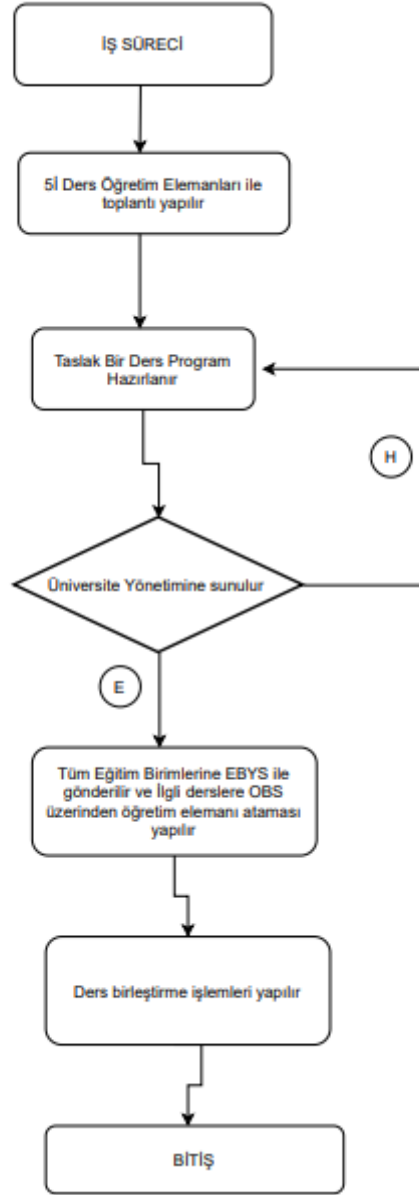 İŞ SÜRECİ
5İ Ders Öğretim Elemanları ile
toplantı yapılır
Taslak Bir Ders Program
Hazırlanır
H
Üniversite Yönetimine sunulur
E
Tüm Eğitim Birimlerine EBYS ile
gönderilir ve İlgli derslere OBS
üzerinden öğretim elemanı ataması
yapılır
Ders birleştirme işlemleri yapılır
BİTİŞ